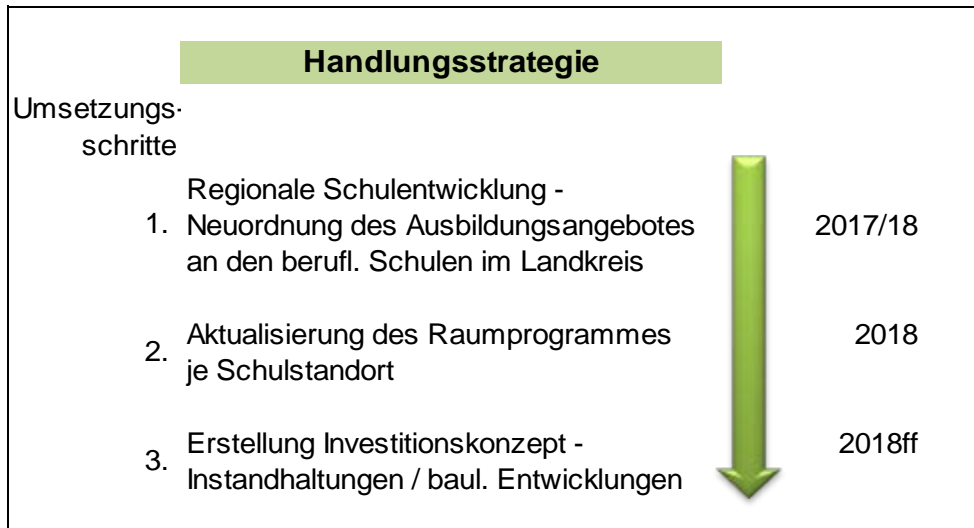 Handlungsstrategie
Umsetzungs-
schritte
Regionale Schulentwicklung -
1. Neuordnung des Ausbildungsangebotes 2017/18
an den berufl. Schulen im Landkreis
2. Aktualisierung des Raumprogrammes 2018
je Schulstandort
3. Erstellung Investitionskonzept - 2018ff
Instandhaltungen / baul. Entwicklungen